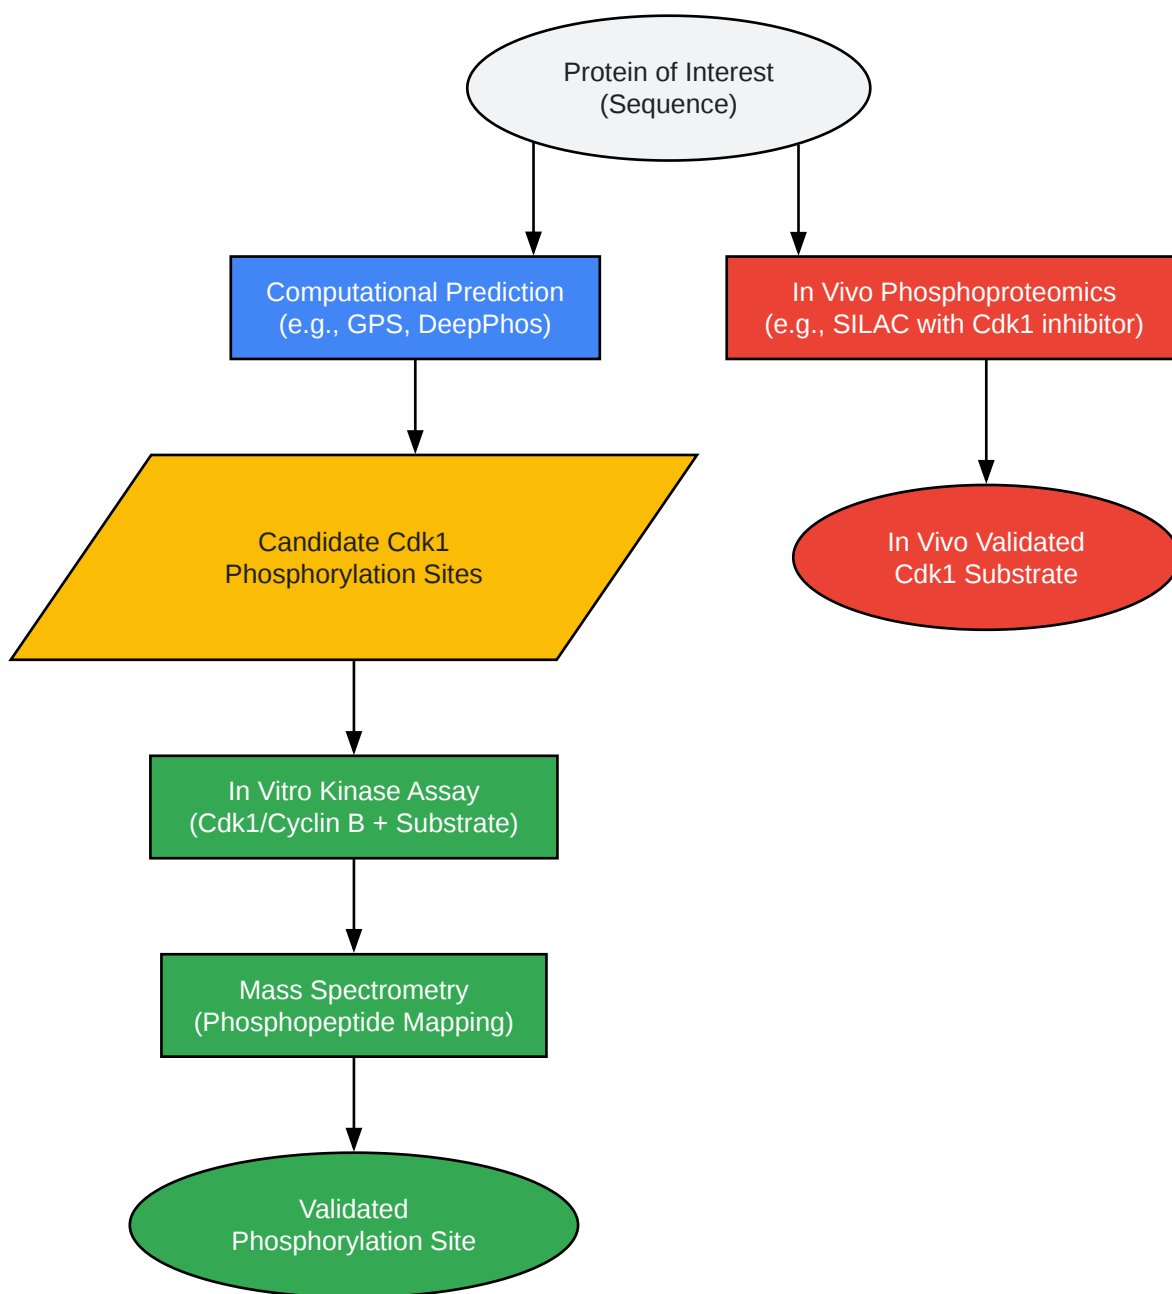 Protein of Interest
(Sequence)
Computational Prediction
(e.g., GPS, DeepPhos)
In Vivo Phosphoproteomics
(e.g., SILAC with Cdk1 inhibitor)
Candidate Cdk1
Phosphorylation Sites
In Vivo Validated
Cdk1 Substrate
In Vitro Kinase Assay
(Cdk1/Cyclin B + Substrate)
Mass Spectrometry
(Phosphopeptide Mapping)
Validated
Phosphorylation Site